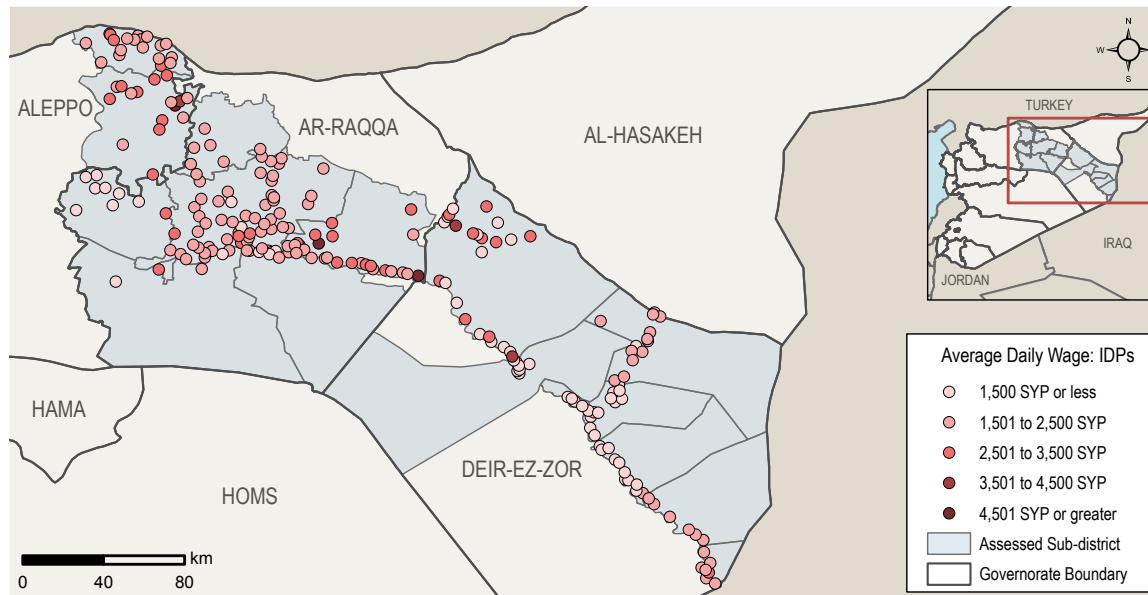 N
W E
S
ALEPPO
AR-RAQQA
AL-HASAKEH
HAMA
HOMS
DEIR-EZ-ZOR
km
0 40 80
TURKEY
IRAQ
JORDAN
Average Daily Wage: IDPs
1,500 SYP or less
1,501 to 2,500 SYP
2,501 to 3,500 SYP
3,501 to 4,500 SYP
4,501 SYP or greater
Assessed Sub-district
Governorate Boundary